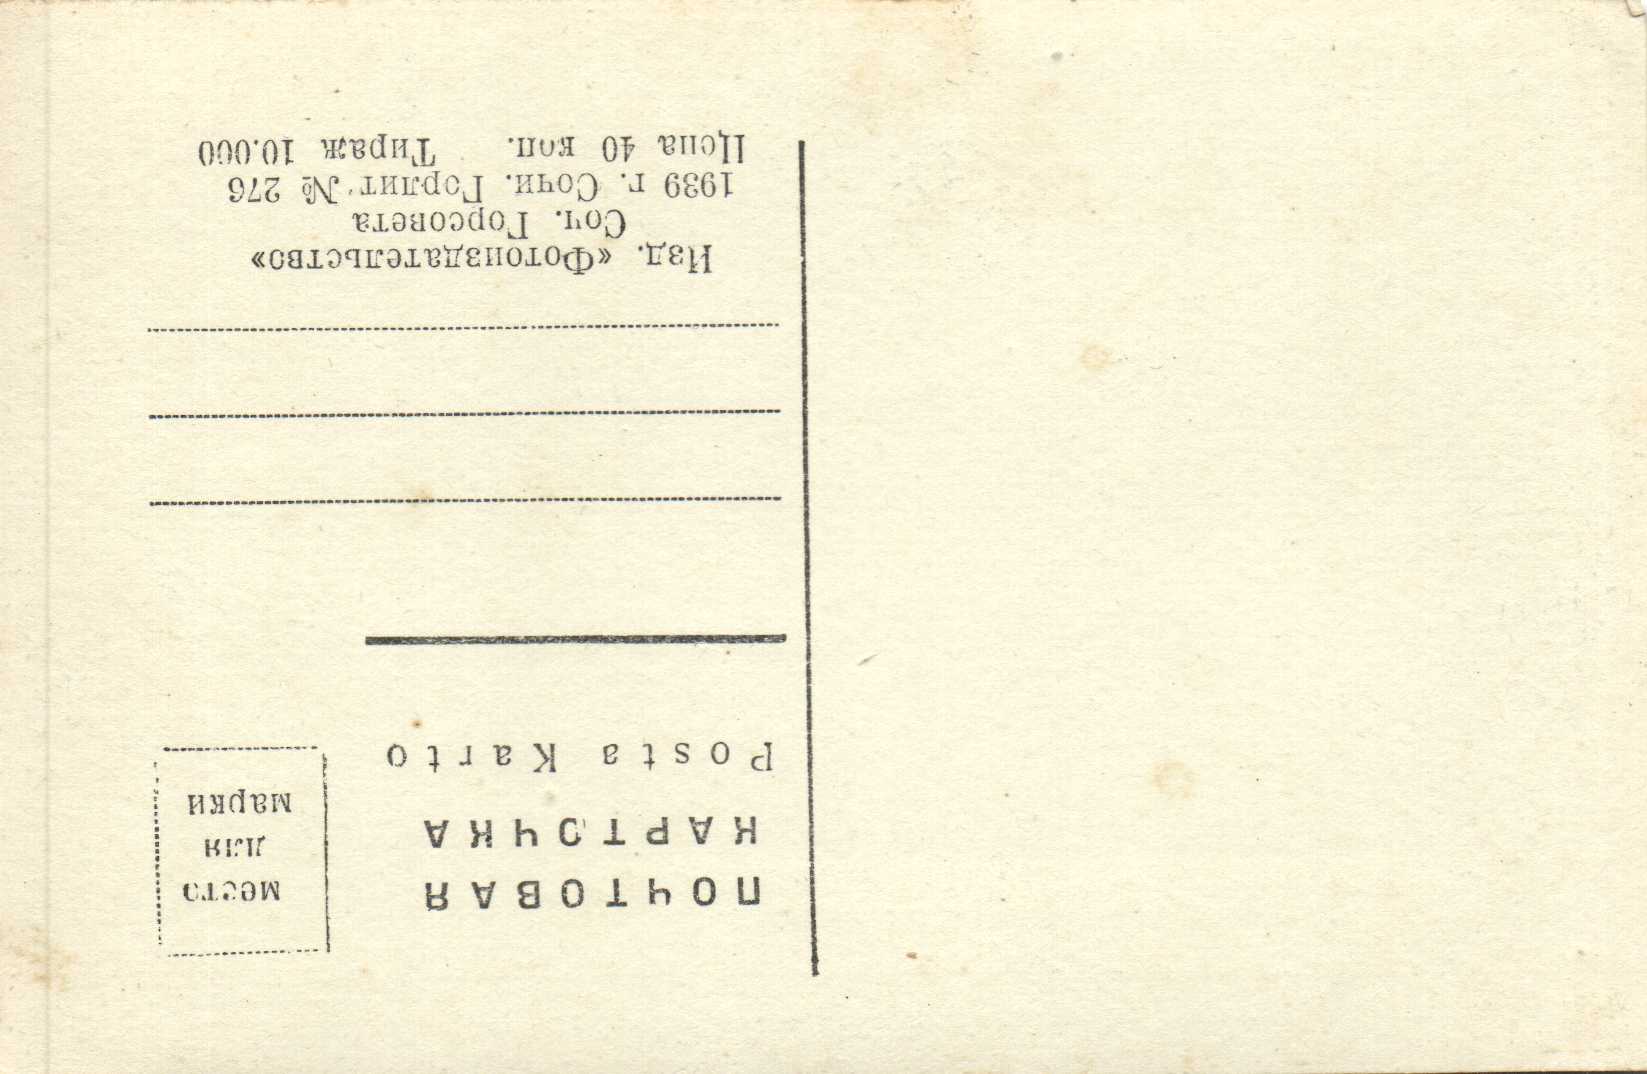 ПОЧТОВАЯ
КАРТОЧКА
Posta Karto
место
для
марки
Изд. «Фотоиздательство»
Соч. Горсовета
1939 г. Сочи. Горлит № 276
Цена 40 коп. Тираж 10.000